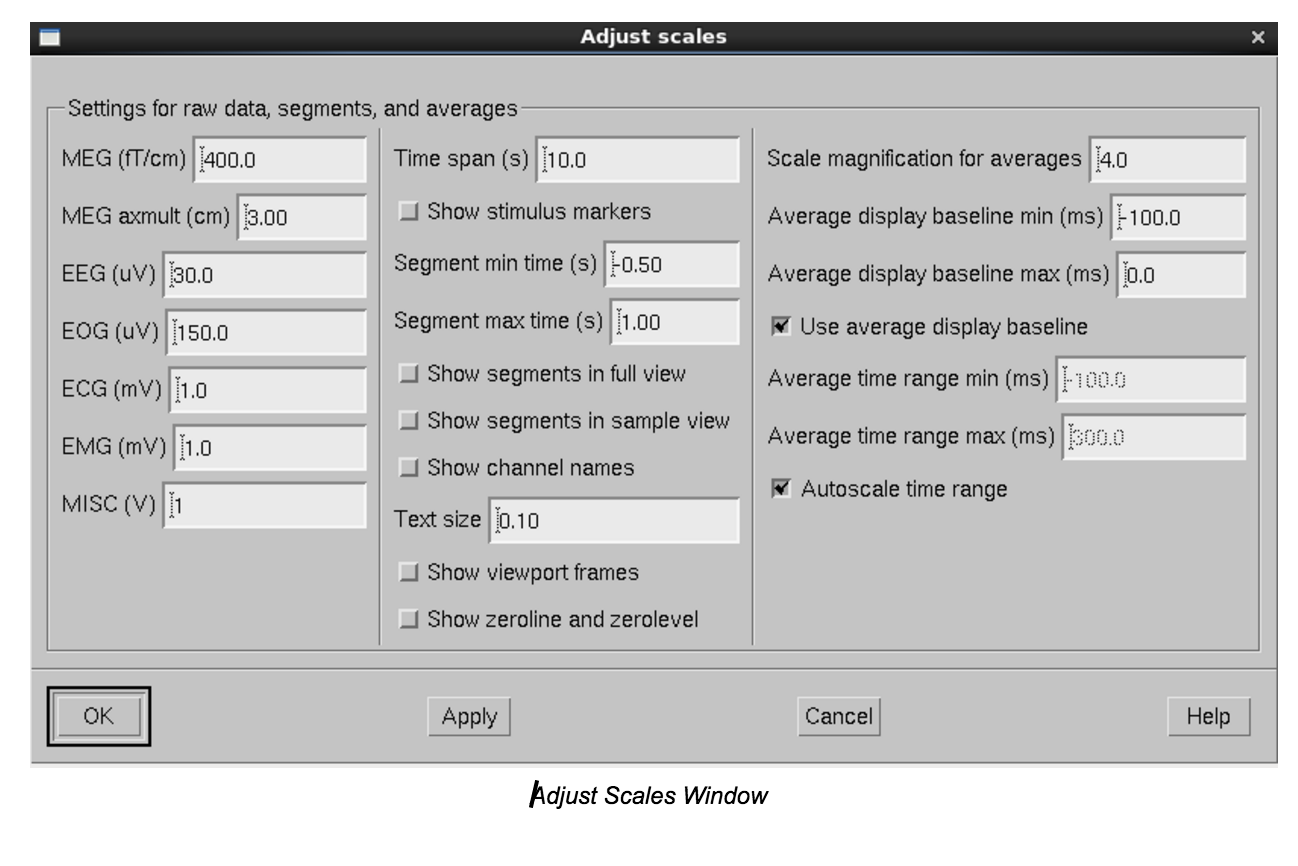 Adjust scales
Settings for raw data, segments, and averages
MEG (fT/cm) 400.0
MEG axmult (cm) 3.00
EEG (uV) 30.0
EOG (uV) 150.0
ECG (mV) 1.0
EMG (mV) 1.0
MISC (V) 1
Time span (s) 10.0
Show stimulus markers
Segment min time (s) -0.50
Segment max time (s) 1.00
Show segments in full view
Show segments in sample view
Show channel names
Text size 0.10
Show viewport frames
Show zeroline and zerolevel
Scale magnification for averages 4.0
Average display baseline min (ms) -100.0
Average display baseline max (ms) 0.0
Use average display baseline
Average time range min (ms) -100.0
Average time range max (ms) 300.0
Autoscale time range
OK
Apply
Cancel
Help
Adjust Scales Window